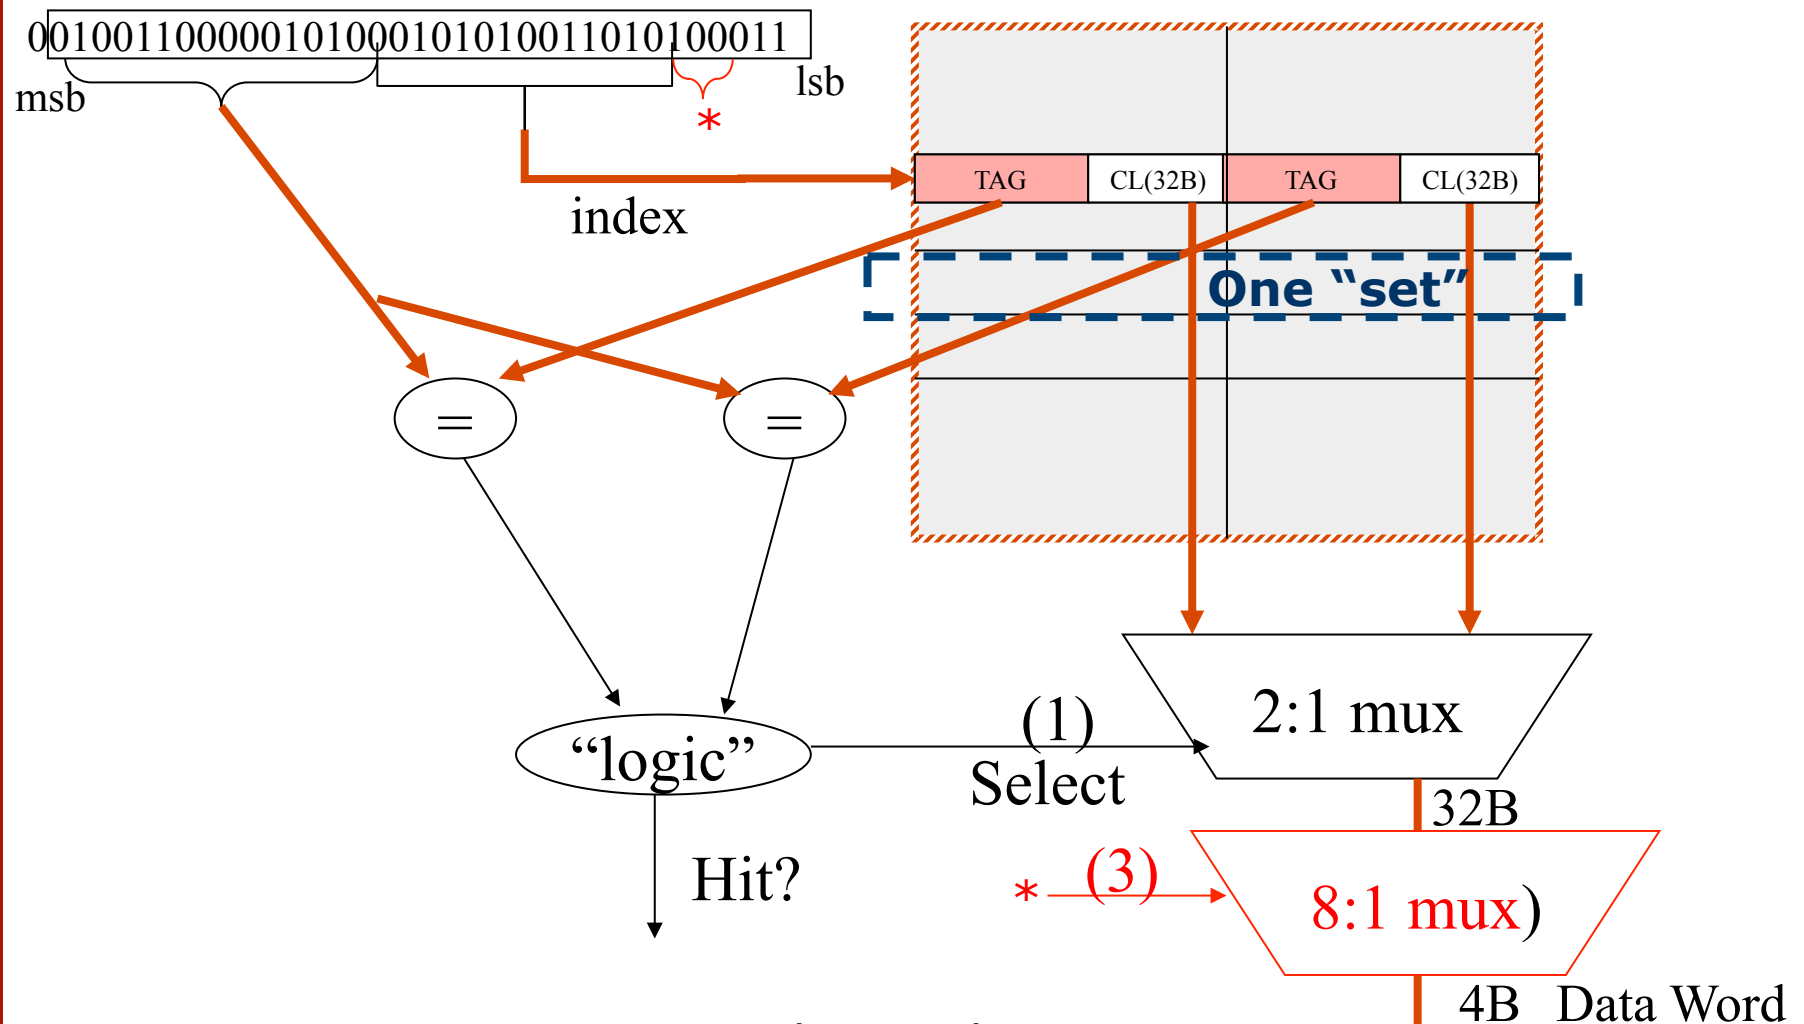 001001100000101000101010011010100011
msb
lsb
*
index
TAG CL(32B) TAG CL(32B)
One “set”
=
=
“logic”
(1)
Select
2:1 mux
32B
Hit?
* (3)
8:1 mux)
4B Data Word